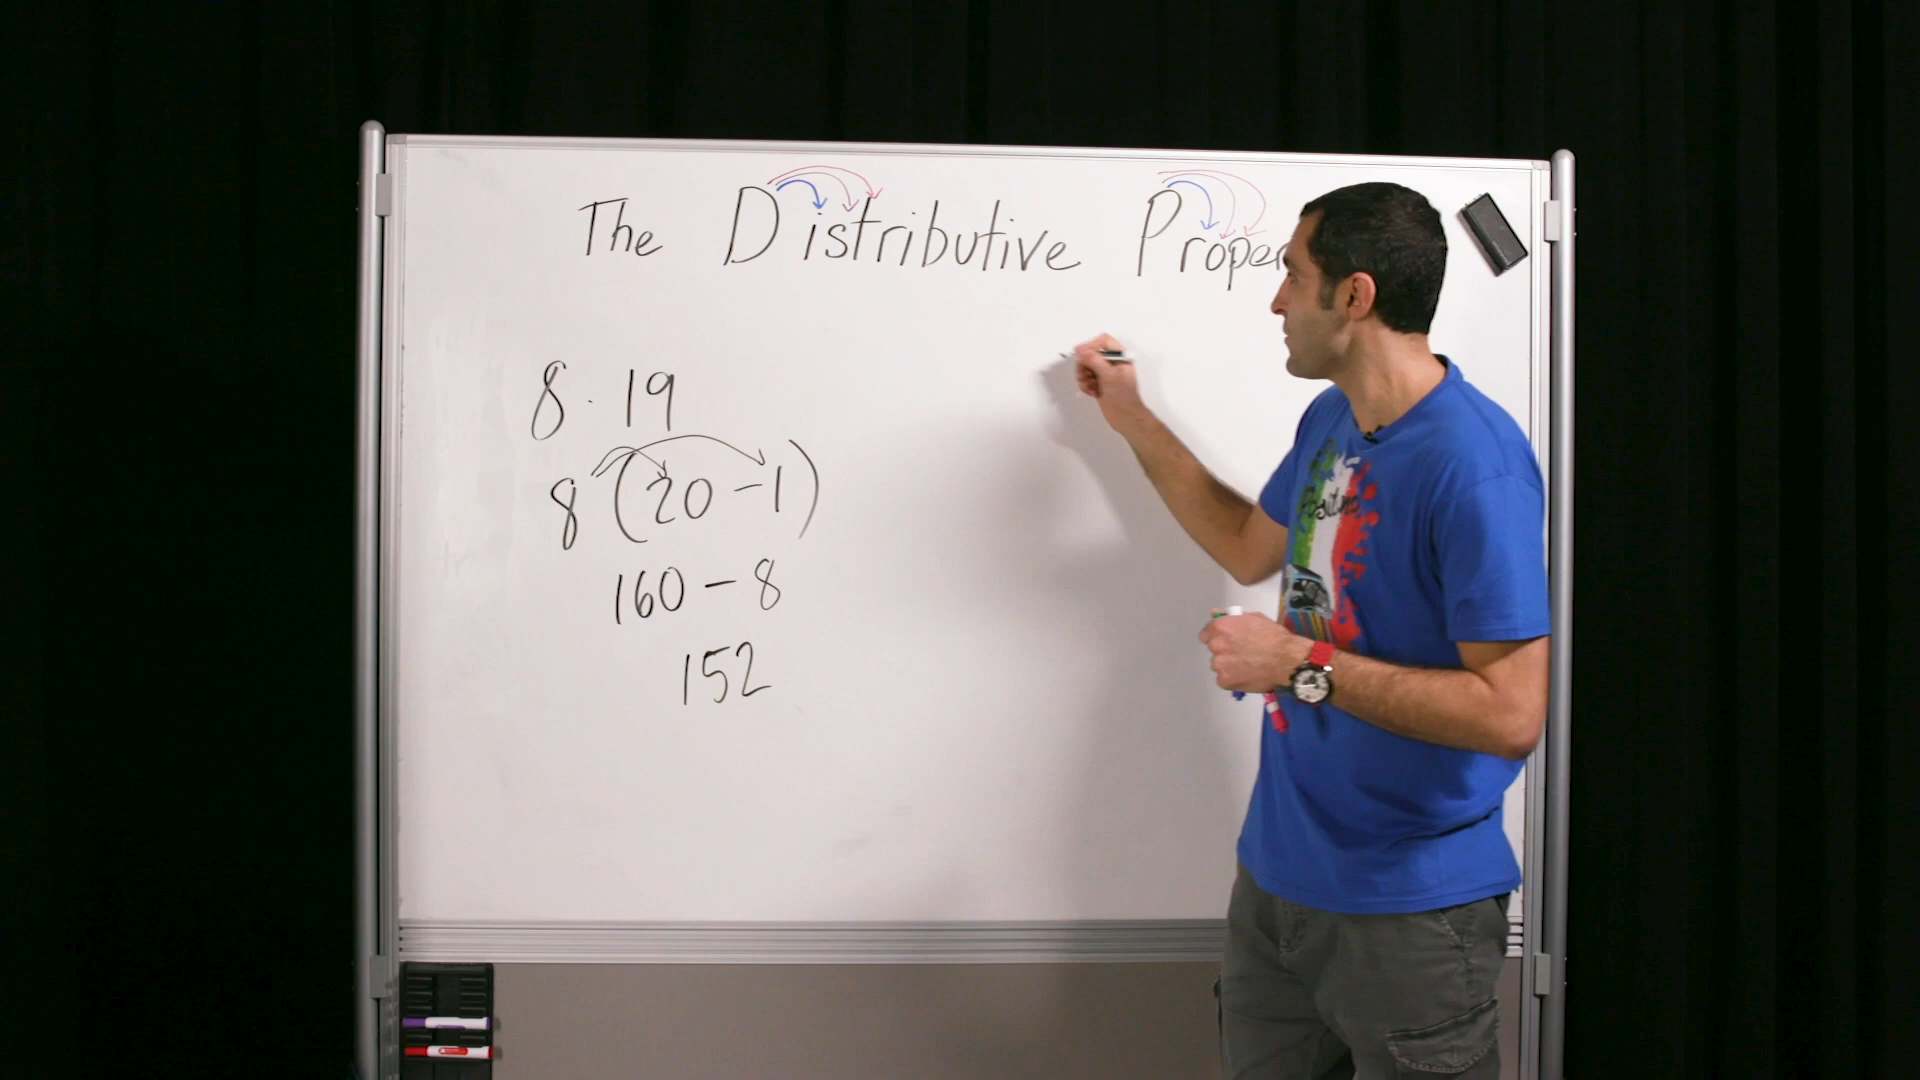 The Distributive Proper
8 · 19
8 (20 - 1)
160 - 8
152